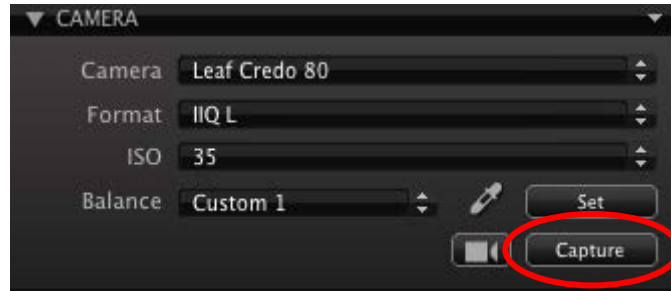 CAMERA
Camera Leaf Credo 80
Format IIQ L
ISO 35
Balance Custom 1 Set
Capture